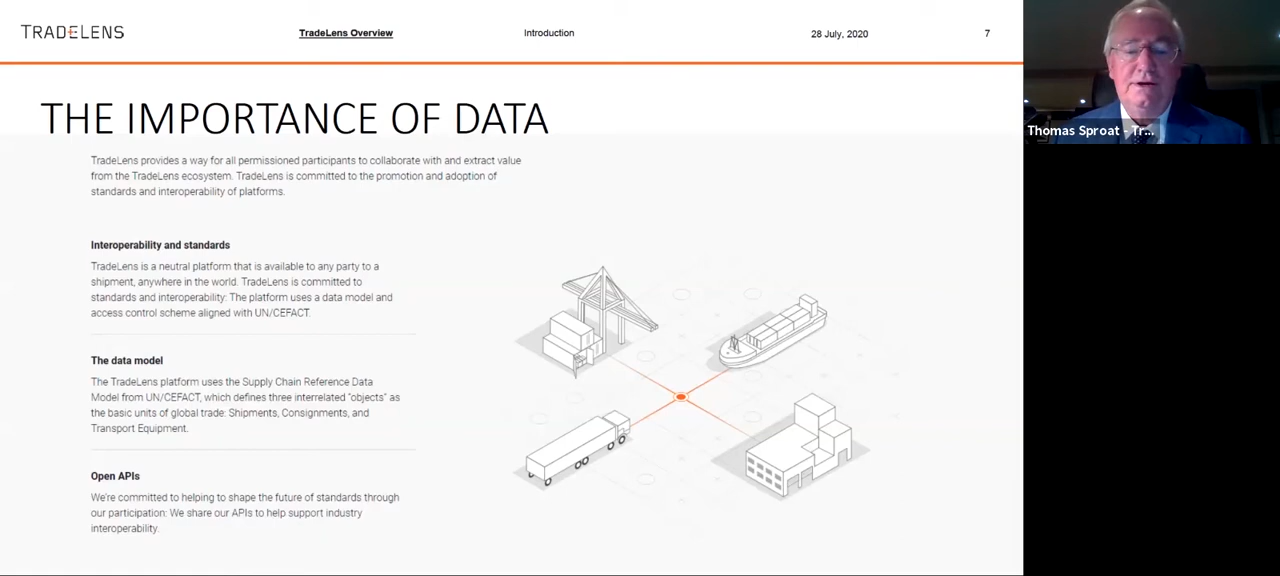 TRADELENS
TradeLens Overview
Introduction
28 July, 2020
7
THE IMPORTANCE OF DATA
TradeLens provides a way for all permissioned participants to collaborate with and extract value
from the TradeLens ecosystem. TradeLens is committed to the promotion and adoption of
standards and interoperability of platforms.
Interoperability and standards
TradeLens is a neutral platform that is available to any party to a
shipment, anywhere in the world. TradeLens is committed to
standards and interoperability: The platform uses a data model and
access control scheme aligned with UN/CEFACT.
The data model
The TradeLens platform uses the Supply Chain Reference Data
Model from UN/CEFACT, which defines three interrelated "objects" as
the basic units of global trade: Shipments, Consignments, and
Transport Equipment.
Open APIs
We're committed to helping to shape the future of standards through
our participation: We share our APIs to help support industry
interoperability.
Thomas Sproat - Tr...